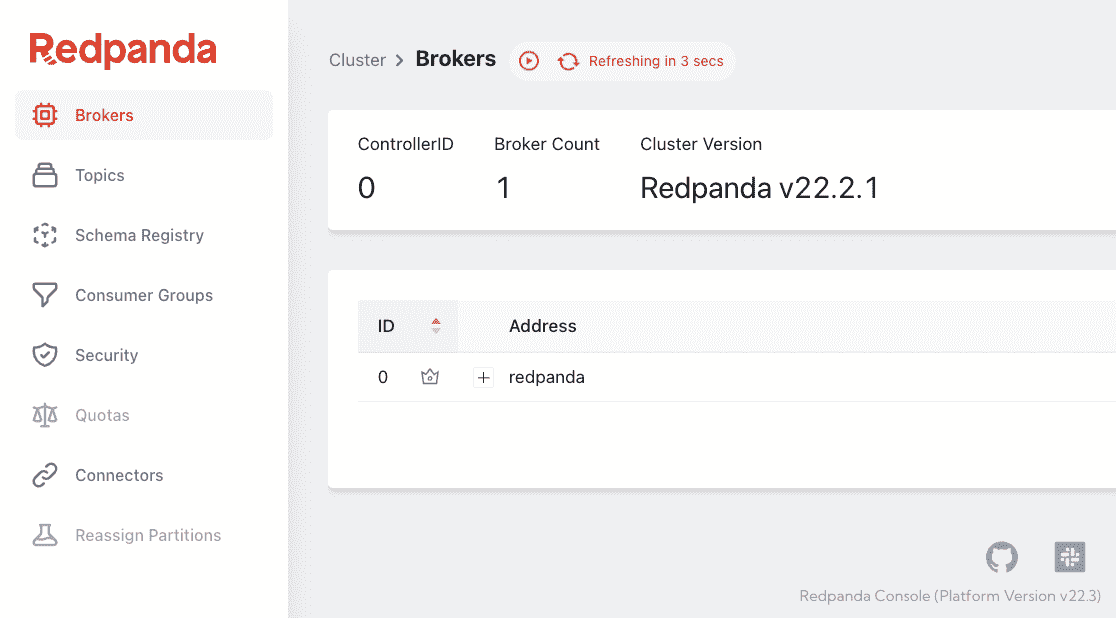 Redpanda
Brokers
Topics
Schema Registry
Consumer Groups
Security
Quotas
Connectors
Reassign Partitions
Cluster > Brokers Refreshing in 3 secs
ControllerID Broker Count Cluster Version
0 1 Redpanda v22.2.1
ID Address
0 redpanda
Redpanda Console (Platform Version v22.3)